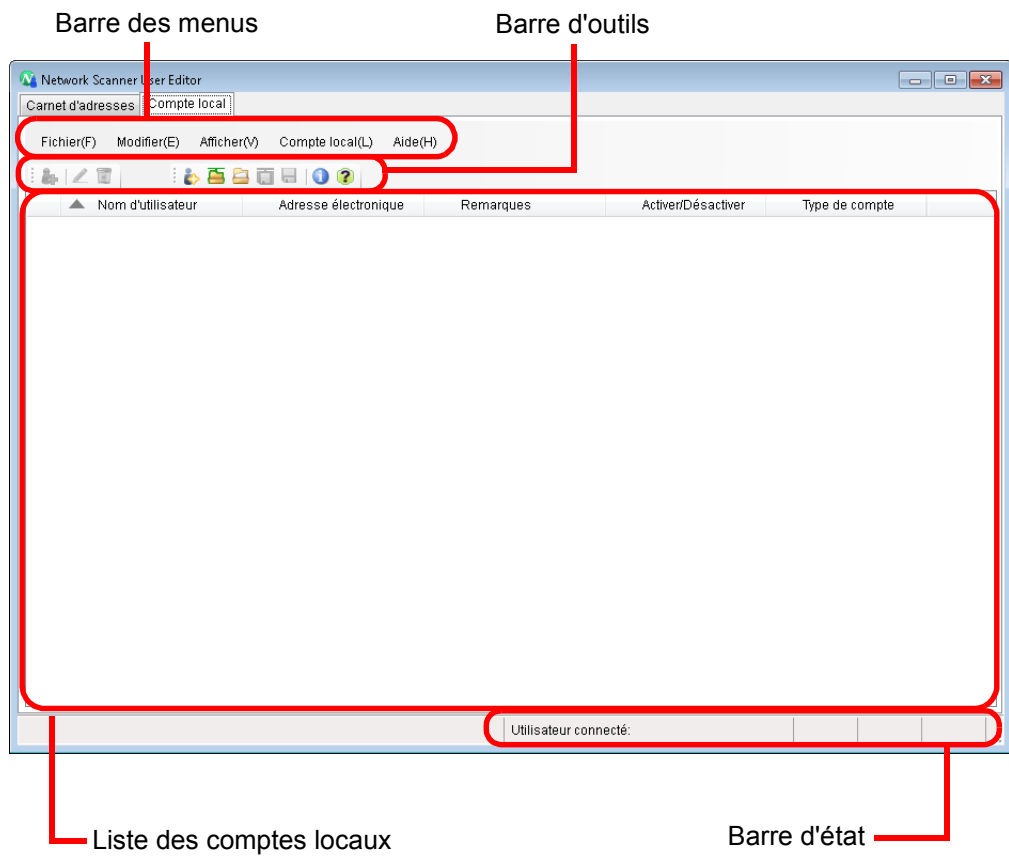 Barre des menus
Barre d'outils
Network Scanner User Editor
Carnet d'adresses
Compte local
Fichier(F)
Modifier(E)
Afficher(V)
Compte local(L)
Aide(H)
Nom d'utilisateur
Adresse électronique
Remarques
Activer/Désactiver
Type de compte
Utilisateur connecté:
Liste des comptes locaux
Barre d'état